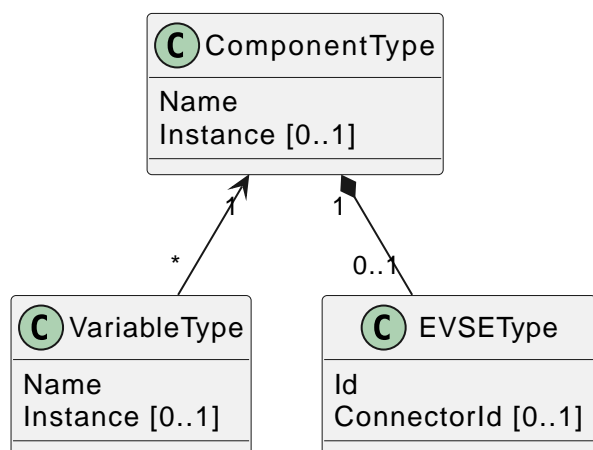 C ComponentType
Name
Instance [0..1]
1 1
* 0..1
C VariableType
Name
Instance [0..1]
C EVSEType
Id
ConnectorId [0..1]